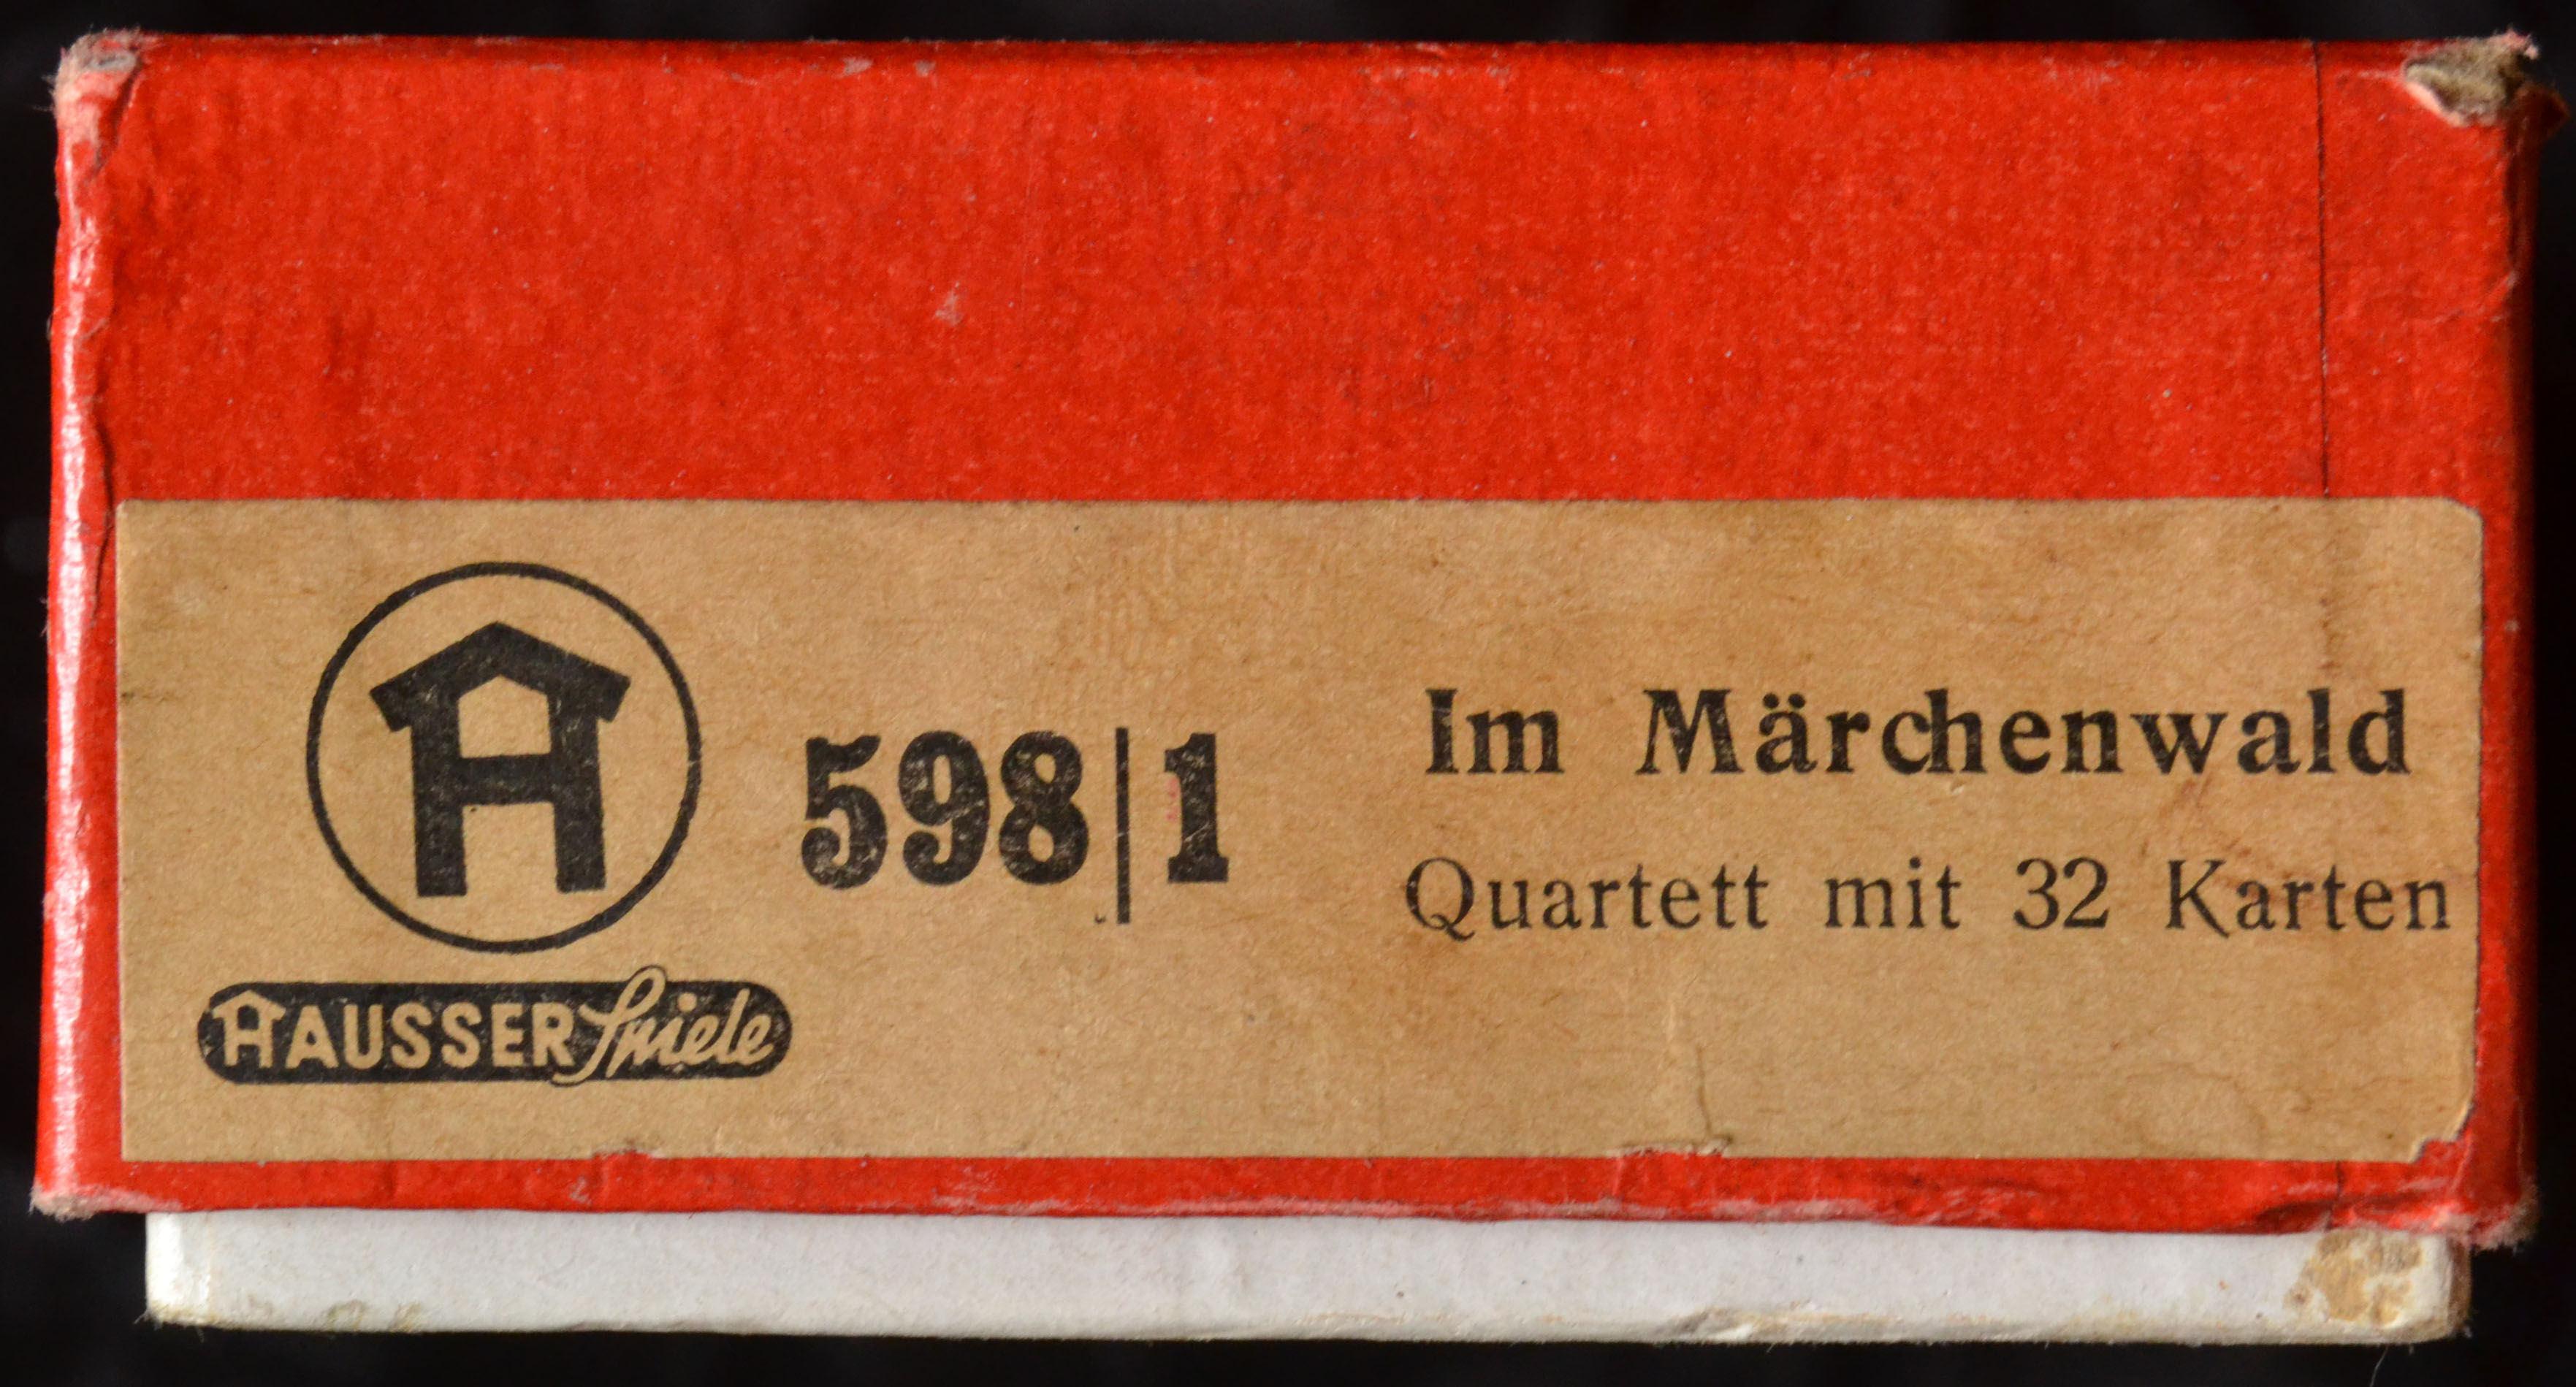 598|1
Im Märchenwald
Quartett mit 32 Karten
HAUSSER Spiele